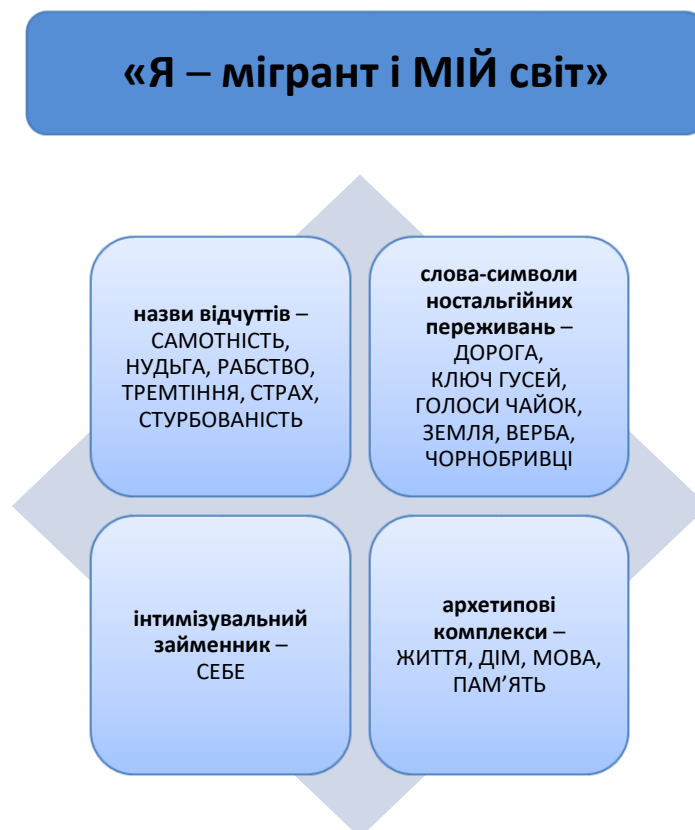 «Я – мігрант і МІЙ світ»
назви відчуттів –
САМОТНІСТЬ,
НУДЬГА, РАБСТВО,
ТРЕМТІННЯ, СТРАХ,
СТУРБОВАНІСТЬ
слова-символи
ностальгійних
переживань –
ДОРОГА,
КЛЮЧ ГУСЕЙ,
ГОЛОСИ ЧАЙОК,
ЗЕМЛЯ, ВЕРБА,
ЧОРНОБРИВЦІ
інтимізувальний
займенник –
СЕБЕ
архетипові
комплекси –
ЖИТТЯ, ДІМ, МОВА,
ПАМ’ЯТЬ